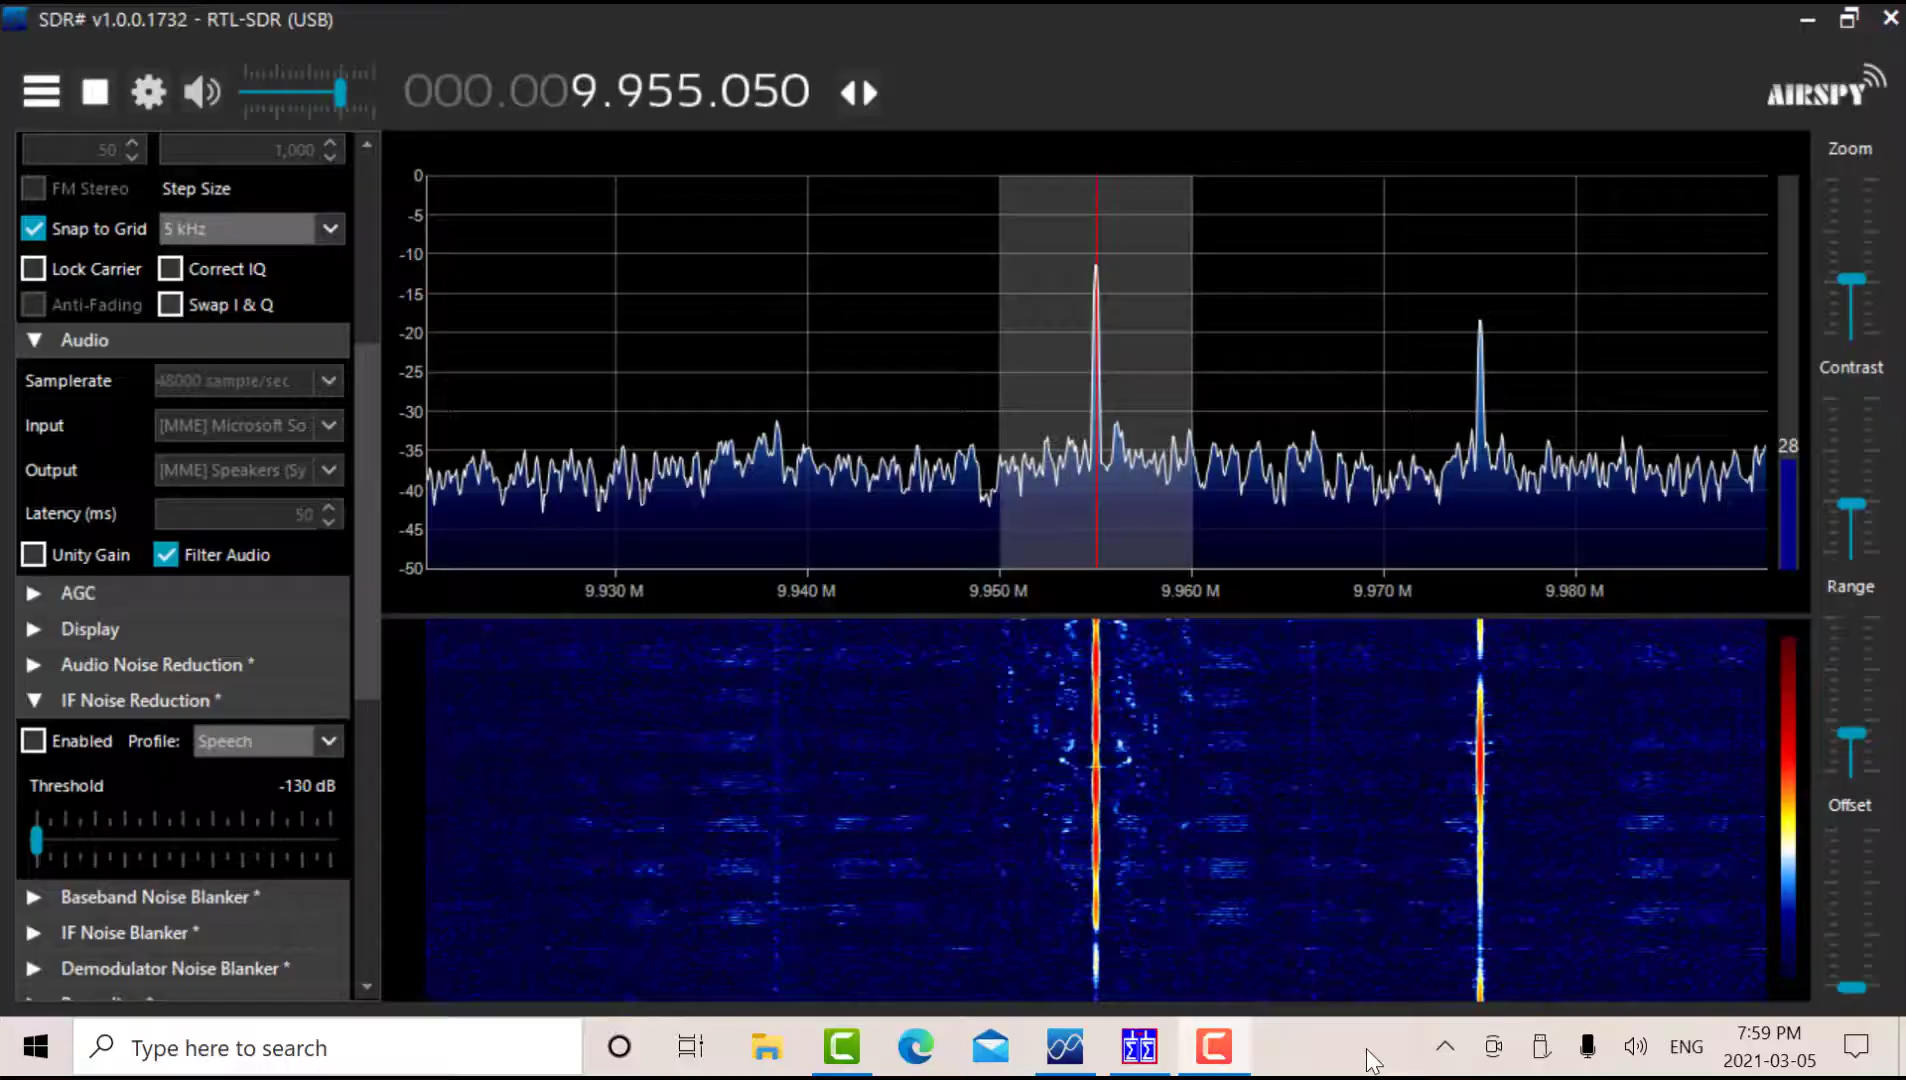 SDR# v1.0.0.1732 - RTL-SDR (USB)
000.009.955.050
AIRSPY
50
1,000
FM Stereo
Step Size
Snap to Grid
5 kHz
Lock Carrier
Correct IQ
Anti-Fading
Swap I & Q
Audio
Samplerate
48000 sample/sec
Input
[MME] Microsoft So
Output
[MME] Speakers (Sy
Latency (ms)
50
Unity Gain
Filter Audio
AGC
Display
Audio Noise Reduction *
IF Noise Reduction *
Enabled
Profile:
Speech
Threshold
-130 dB
Baseband Noise Blanker *
IF Noise Blanker *
Demodulator Noise Blanker *
0
-5
-10
-15
-20
-25
-30
-35
-40
-45
-50
9.930 M
9.940 M
9.950 M
9.960 M
9.970 M
9.980 M
28
Zoom
Contrast
Range
Offset
Type here to search
ENG
7:59 PM
2021-03-05